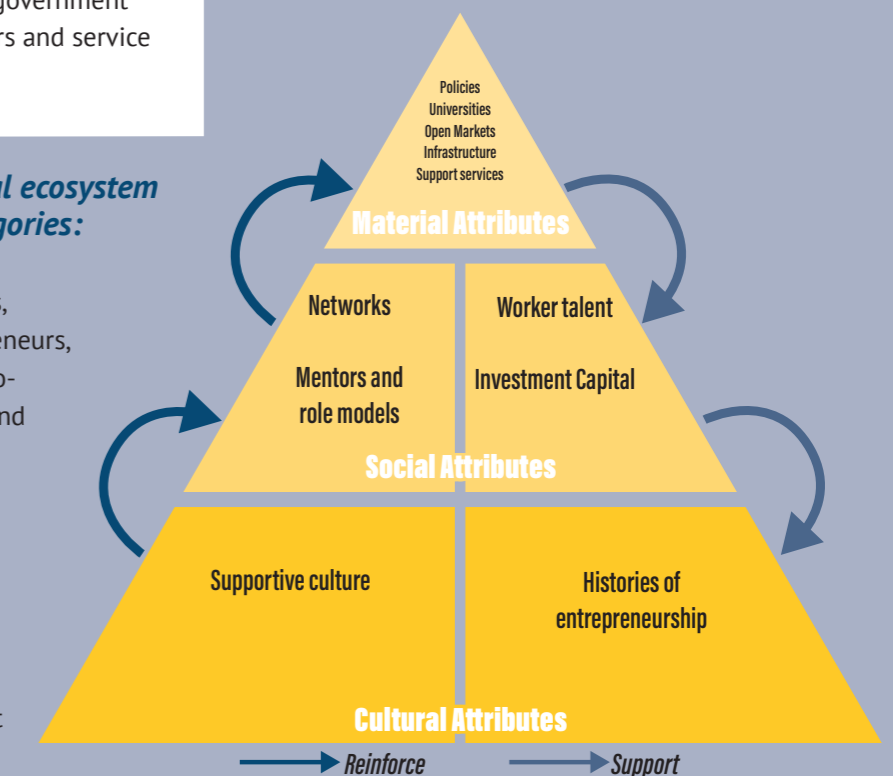 government
rs and service
al ecosystem
gories:
s,
eneurs,
o-
nd
t
Policies
Universities
Open Markets
Infrastructure
Support services
Material Attributes
Networks
Worker talent
Mentors and
role models
Investment Capital
Social Attributes
Supportive culture
Histories of
entrepreneurship
Cultural Attributes
Reinforce
Support